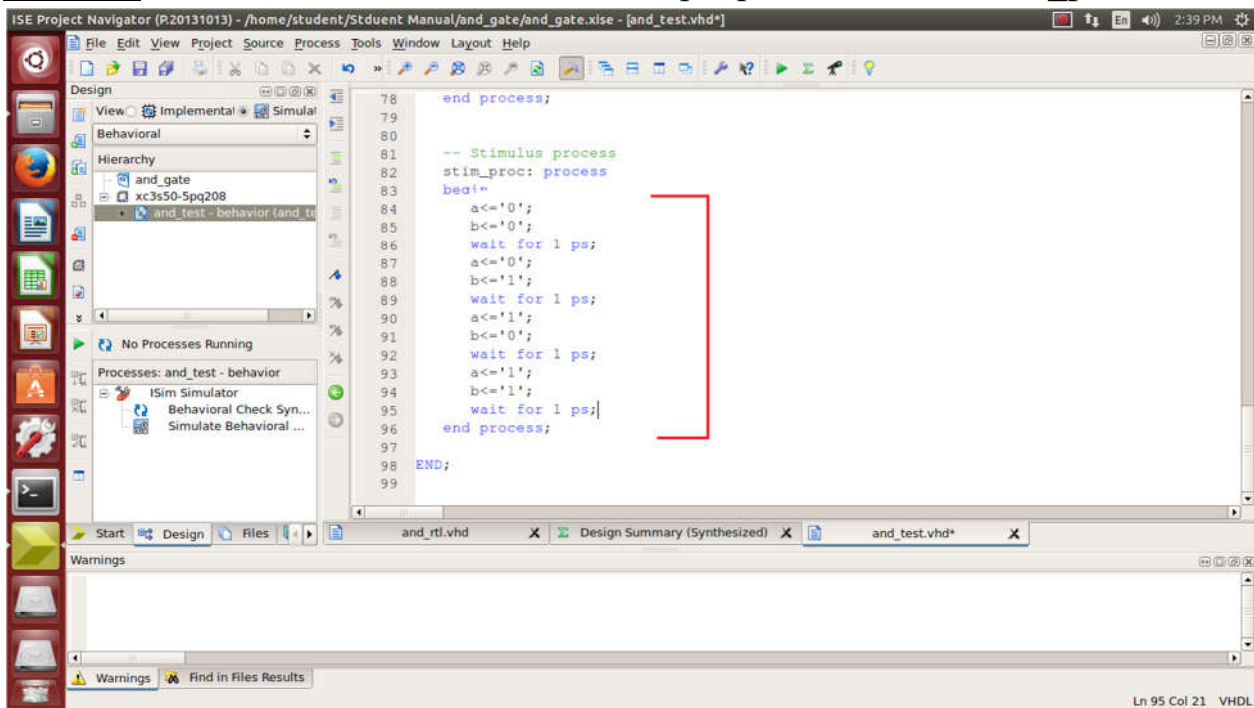 ISE Project Navigator (P.20131013) - /home/student/Stduent Manual/and_gate/and_gate.xise - [and_test.vhd*]
En
2:39 PM
File Edit View Project Source Process Tools Window Layout Help
Design
View: Implementat Simulat
Behavioral
Hierarchy
and_gate
xc3s50-5pq208
and_test - behavior (and_te
No Processes Running
Processes: and_test - behavior
ISim Simulator
Behavioral Check Syn...
Simulate Behavioral ...
78 end process;
79
80
81 -- Stimulus process
82 stim_proc: process
83 begin
84 a<='0';
85 b<='0';
86 wait for 1 ps;
87 a<='0';
88 b<='1';
89 wait for 1 ps;
90 a<='1';
91 b<='0';
92 wait for 1 ps;
93 a<='1';
94 b<='1';
95 wait for 1 ps;
96 end process;
97
98 END;
99
Start Design Files
and_rtl.vhd Design Summary (Synthesized) and_test.vhd*
Warnings
Warnings Find in Files Results
Ln 95 Col 21 VHDL